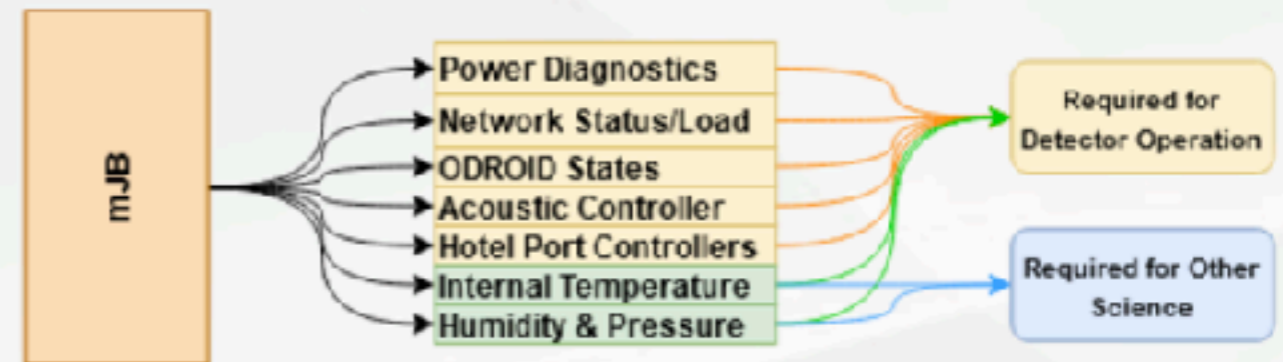 mJB
Power Diagnostics
Network Status/Load
ODROID States
Acoustic Controller
Hotel Port Controllers
Internal Temperature
Humidity & Pressure
Required for
Detector Operation
Required for Other
Science